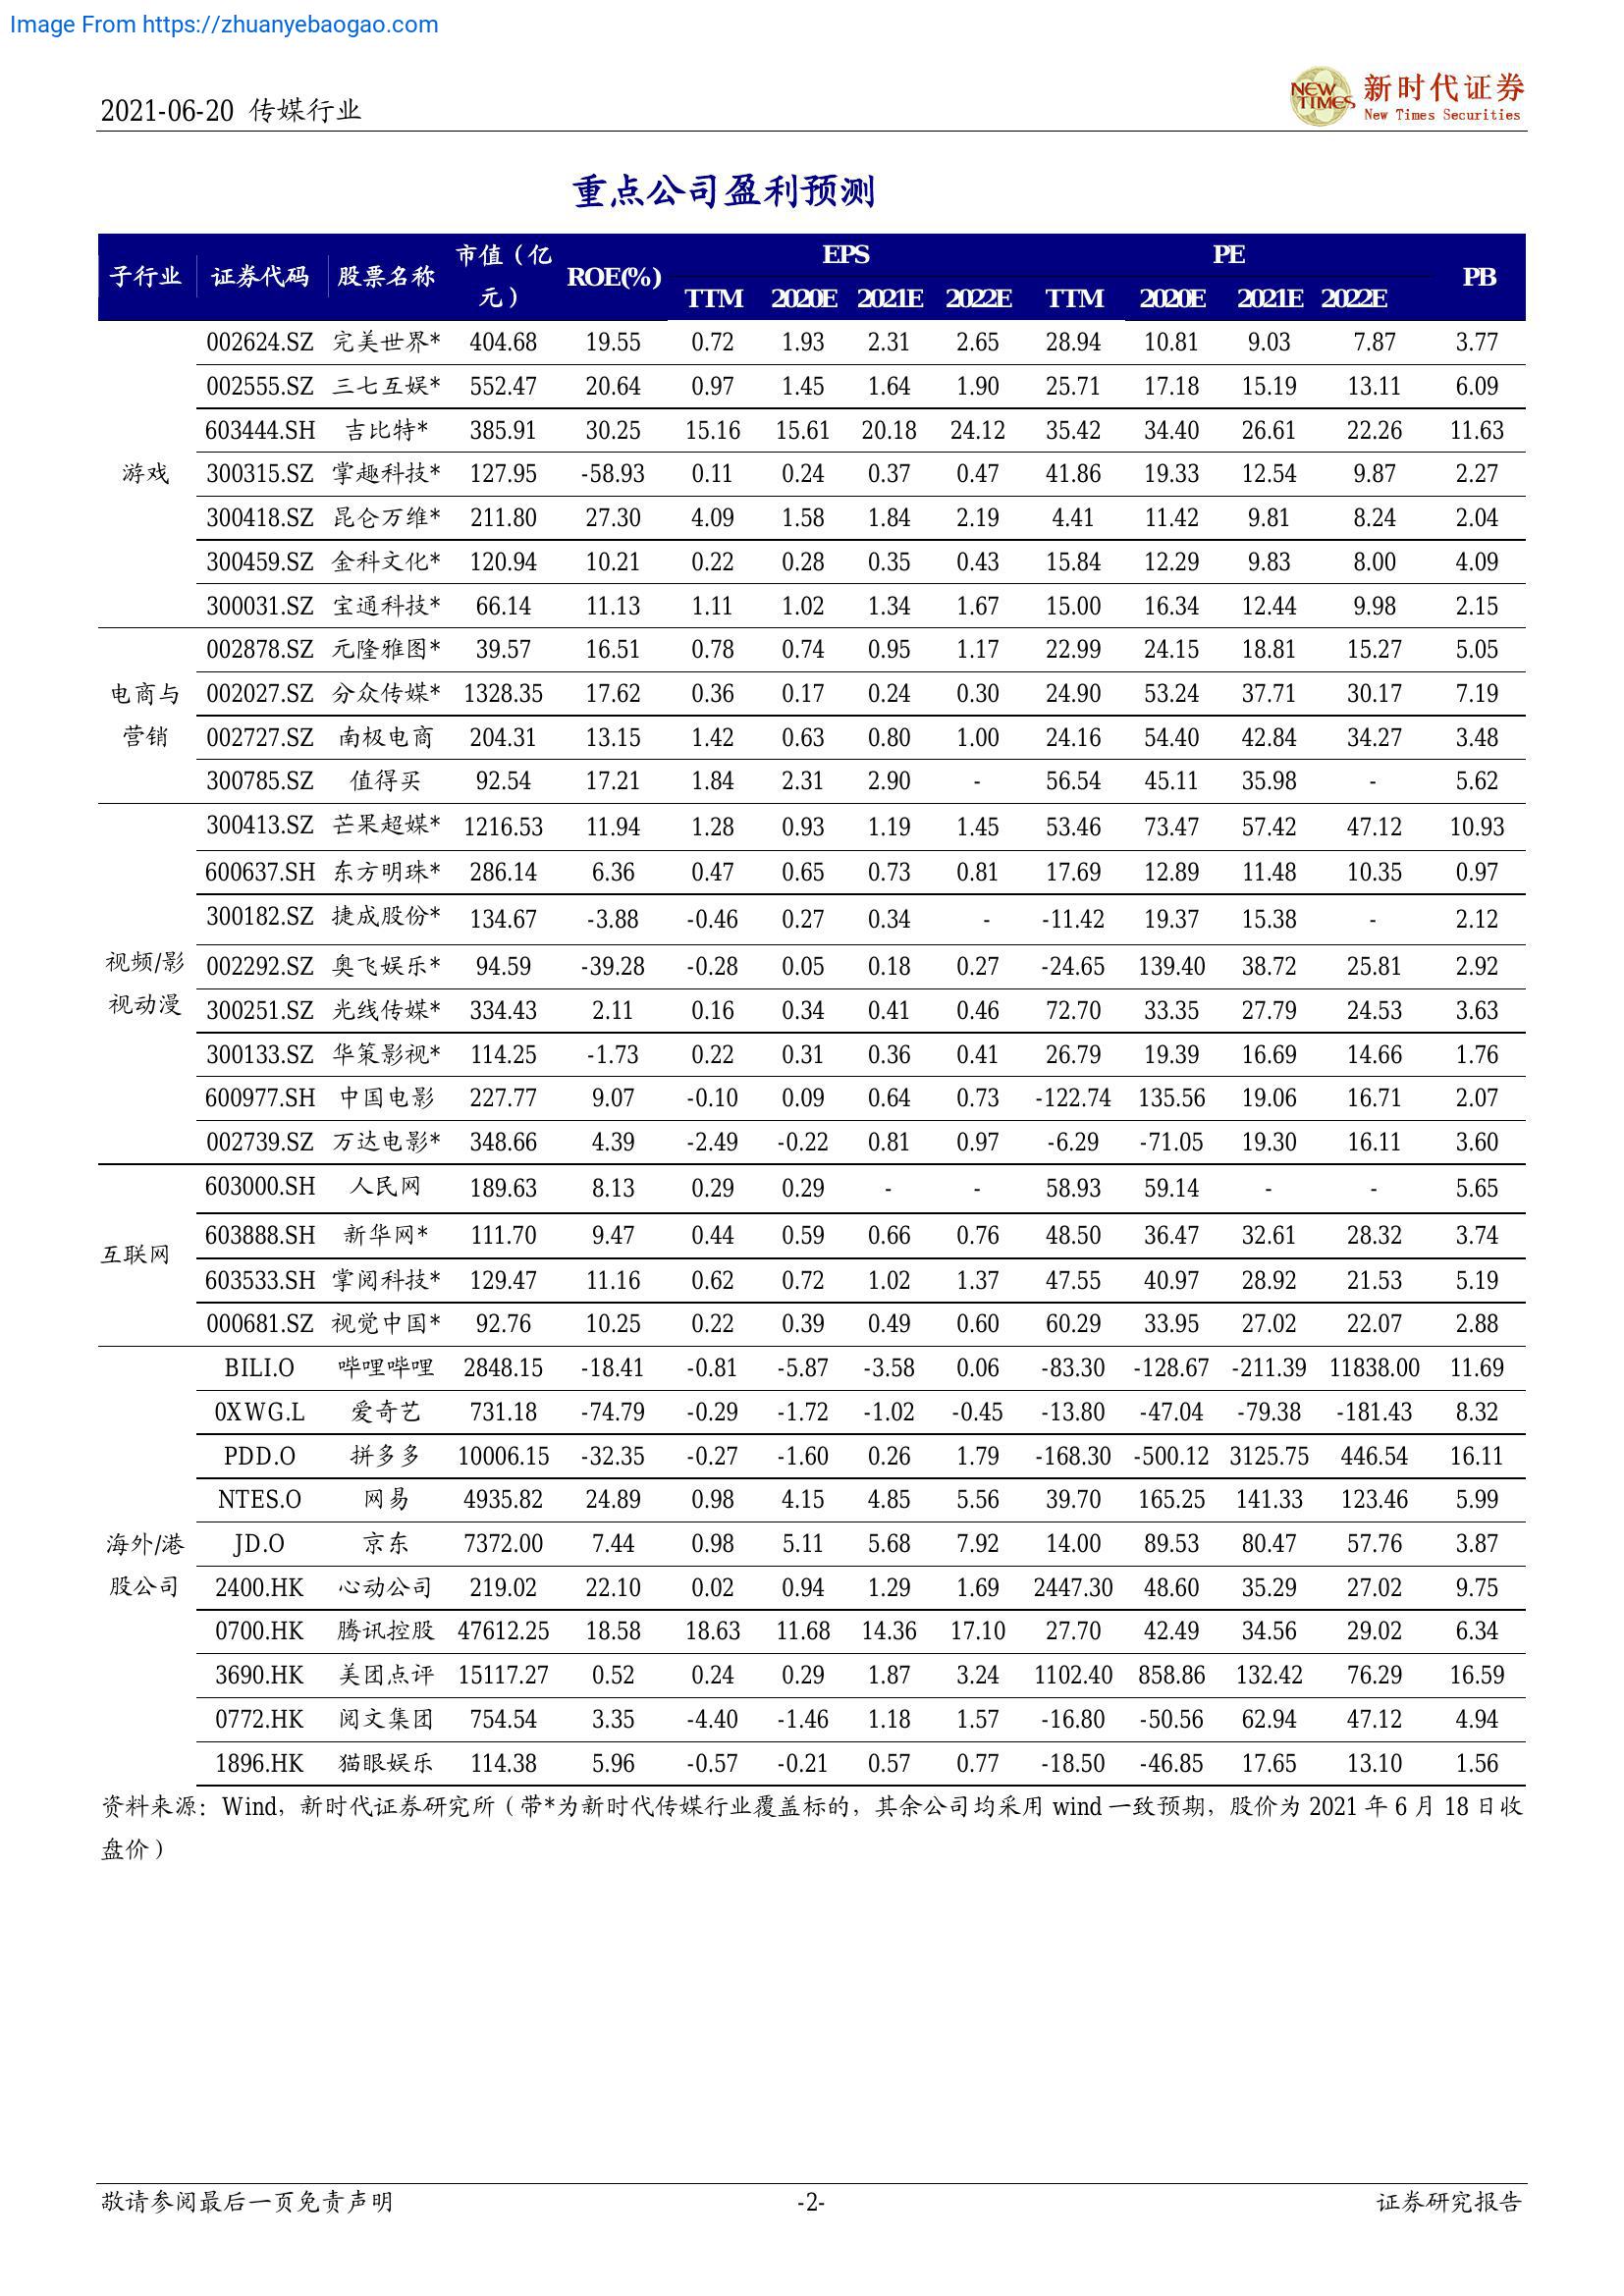 Image From https://zhuanyebaogao.com
2021-06-20 传媒行业
NEW TIMES 新时代证券
New Times Securities
重点公司盈利预测
子行业 证券代码 股票名称 市值（亿元） ROE(%) EPS PE PB
TTM 2020E 2021E 2022E TTM 2020E 2021E 2022E
002624.SZ 完美世界* 404.68 19.55 0.72 1.93 2.31 2.65 28.94 10.81 9.03 7.87 3.77
002555.SZ 三七互娱* 552.47 20.64 0.97 1.45 1.64 1.90 25.71 17.18 15.19 13.11 6.09
603444.SH 吉比特* 385.91 30.25 15.16 15.61 20.18 24.12 35.42 34.40 26.61 22.26 11.63
游戏 300315.SZ 掌趣科技* 127.95 -58.93 0.11 0.24 0.37 0.47 41.86 19.33 12.54 9.87 2.27
300418.SZ 昆仑万维* 211.80 27.30 4.09 1.58 1.84 2.19 4.41 11.42 9.81 8.24 2.04
300459.SZ 金科文化* 120.94 10.21 0.22 0.28 0.35 0.43 15.84 12.29 9.83 8.00 4.09
300031.SZ 宝通科技* 66.14 11.13 1.11 1.02 1.34 1.67 15.00 16.34 12.44 9.98 2.15
002878.SZ 元隆雅图* 39.57 16.51 0.78 0.74 0.95 1.17 22.99 24.15 18.81 15.27 5.05
电商与 002027.SZ 分众传媒* 1328.35 17.62 0.36 0.17 0.24 0.30 24.90 53.24 37.71 30.17 7.19
营销 002727.SZ 南极电商 204.31 13.15 1.42 0.63 0.80 1.00 24.16 54.40 42.84 34.27 3.48
300785.SZ 值得买 92.54 17.21 1.84 2.31 2.90 - 56.54 45.11 35.98 - 5.62
300413.SZ 芒果超媒* 1216.53 11.94 1.28 0.93 1.19 1.45 53.46 73.47 57.42 47.12 10.93
600637.SH 东方明珠* 286.14 6.36 0.47 0.65 0.73 0.81 17.69 12.89 11.48 10.35 0.97
300182.SZ 捷成股份* 134.67 -3.88 -0.46 0.27 0.34 - -11.42 19.37 15.38 - 2.12
视频/影 002292.SZ 奥飞娱乐* 94.59 -39.28 -0.28 0.05 0.18 0.27 -24.65 139.40 38.72 25.81 2.92
视动漫 300251.SZ 光线传媒* 334.43 2.11 0.16 0.34 0.41 0.46 72.70 33.35 27.79 24.53 3.63
300133.SZ 华策影视* 114.25 -1.73 0.22 0.31 0.36 0.41 26.79 19.39 16.69 14.66 1.76
600977.SH 中国电影 227.77 9.07 -0.10 0.09 0.64 0.73 -122.74 135.56 19.06 16.71 2.07
002739.SZ 万达电影* 348.66 4.39 -2.49 -0.22 0.81 0.97 -6.29 -71.05 19.30 16.11 3.60
603000.SH 人民网 189.63 8.13 0.29 0.29 - - 58.93 59.14 - - 5.65
互联网 603888.SH 新华网* 111.70 9.47 0.44 0.59 0.66 0.76 48.50 36.47 32.61 28.32 3.74
603533.SH 掌阅科技* 129.47 11.16 0.62 0.72 1.02 1.37 47.55 40.97 28.92 21.53 5.19
000681.SZ 视觉中国* 92.76 10.25 0.22 0.39 0.49 0.60 60.29 33.95 27.02 22.07 2.88
BILI.O 哔哩哔哩 2848.15 -18.41 -0.81 -5.87 -3.58 0.06 -83.30 -128.67 -211.39 11838.00 11.69
0XWG.L 爱奇艺 731.18 -74.79 -0.29 -1.72 -1.02 -0.45 -13.80 -47.04 -79.38 -181.43 8.32
PDD.O 拼多多 10006.15 -32.35 -0.27 -1.60 0.26 1.79 -168.30 -500.12 3125.75 446.54 16.11
NTES.O 网易 4935.82 24.89 0.98 4.15 4.85 5.56 39.70 165.25 141.33 123.46 5.99
海外/港 JD.O 京东 7372.00 7.44 0.98 5.11 5.68 7.92 14.00 89.53 80.47 57.76 3.87
股公司 2400.HK 心动公司 219.02 22.10 0.02 0.94 1.29 1.69 2447.30 48.60 35.29 27.02 9.75
0700.HK 腾讯控股 47612.25 18.58 18.63 11.68 14.36 17.10 27.70 42.49 34.56 29.02 6.34
3690.HK 美团点评 15117.27 0.52 0.24 0.29 1.87 3.24 1102.40 858.86 132.42 76.29 16.59
0772.HK 阅文集团 754.54 3.35 -4.40 -1.46 1.18 1.57 -16.80 -50.56 62.94 47.12 4.94
1896.HK 猫眼娱乐 114.38 5.96 -0.57 -0.21 0.57 0.77 -18.50 -46.85 17.65 13.10 1.56
资料来源：Wind，新时代证券研究所（带*为新时代传媒行业覆盖标的，其余公司均采用 wind 一致预期，股价为 2021 年 6 月 18 日收
盘价）
敬请参阅最后一页免责声明 -2- 证券研究报告